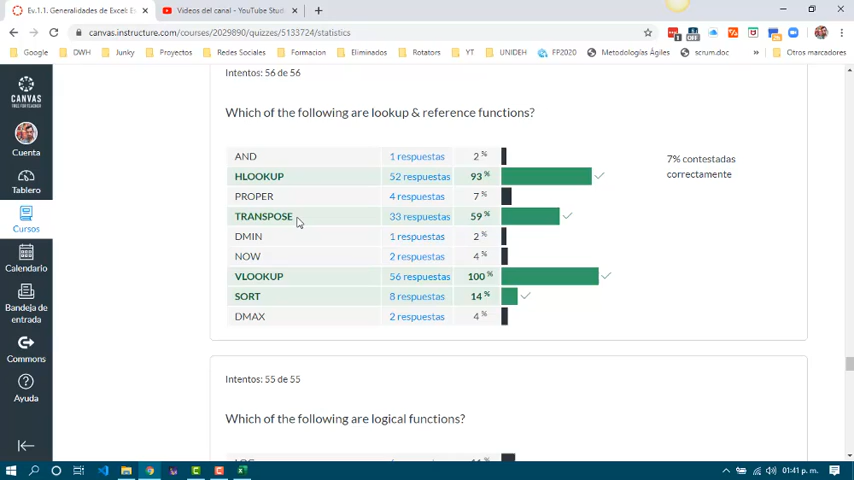 Ev.1.1. Generalidades de Excel: E
Videos del canal - YouTube Studi
canvas.instructure.com/courses/2029890/quizzes/5133724/statistics
Google DWH Junky Proyectos Redes Sociales Formacion Eliminados Rotators YT UNIDEH FP2020 Metodologías Ágiles scrum.doc Otros marcadores
CANVAS
Cuenta
Tablero
Cursos
Calendario
Bandeja de
entrada
Commons
Ayuda
Intentos: 56 de 56
Which of the following are lookup & reference functions?
AND 1 respuestas 2 %
HLOOKUP 52 respuestas 93 %
PROPER 4 respuestas 7 %
TRANSPOSE 33 respuestas 59 %
DMIN 1 respuestas 2 %
NOW 2 respuestas 4 %
VLOOKUP 56 respuestas 100 %
SORT 8 respuestas 14 %
DMAX 2 respuestas 4 %
7% contestadas
correctamente
Intentos: 55 de 55
Which of the following are logical functions?
01:41 p. m.